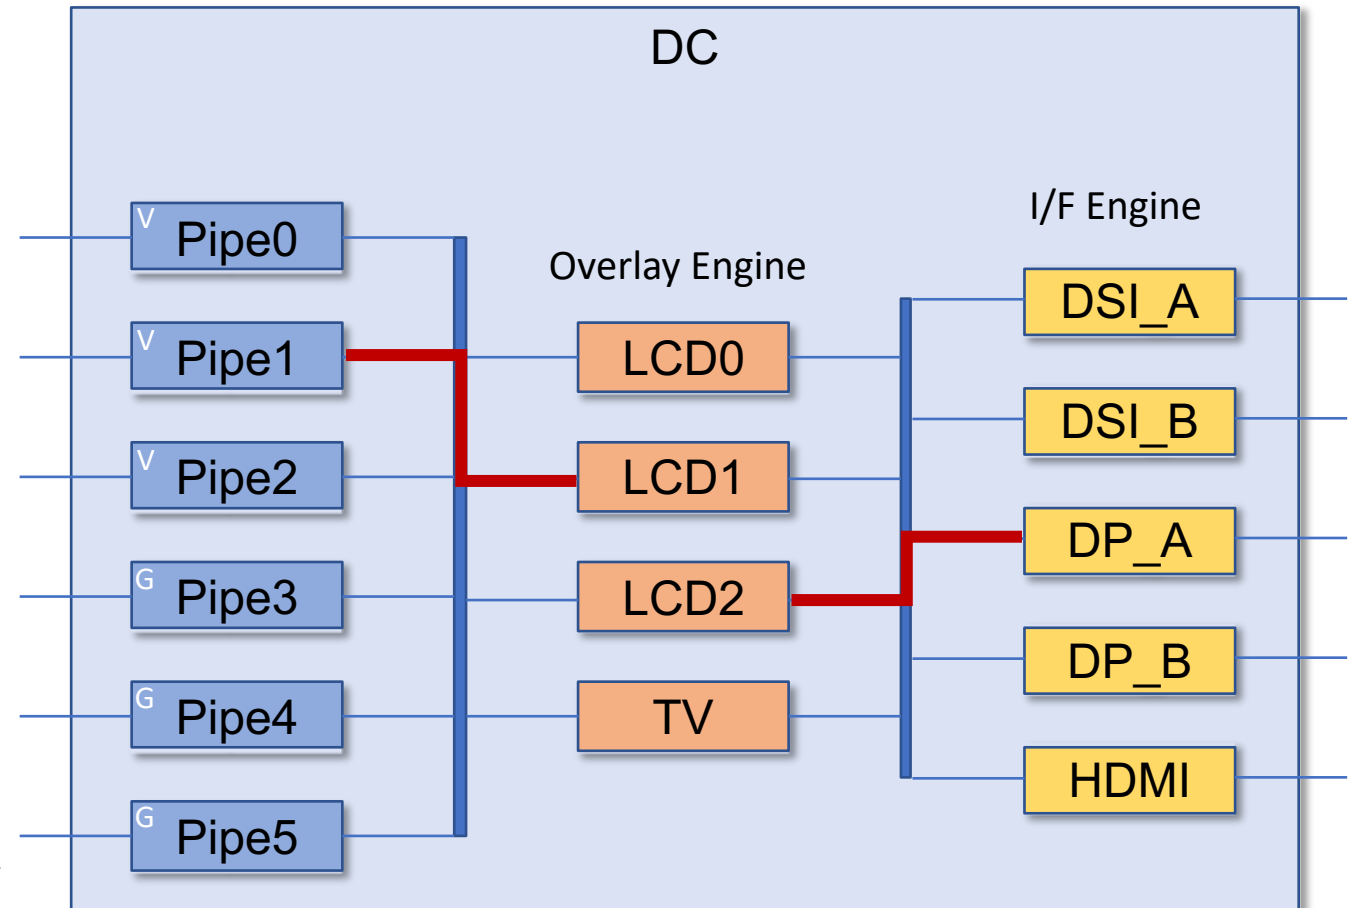 DC
V
Pipe0
V
Pipe1
V
Pipe2
G
Pipe3
G
Pipe4
G
Pipe5
Overlay Engine
LCD0
LCD1
LCD2
TV
I/F Engine
DSI_A
DSI_B
DP_A
DP_B
HDMI